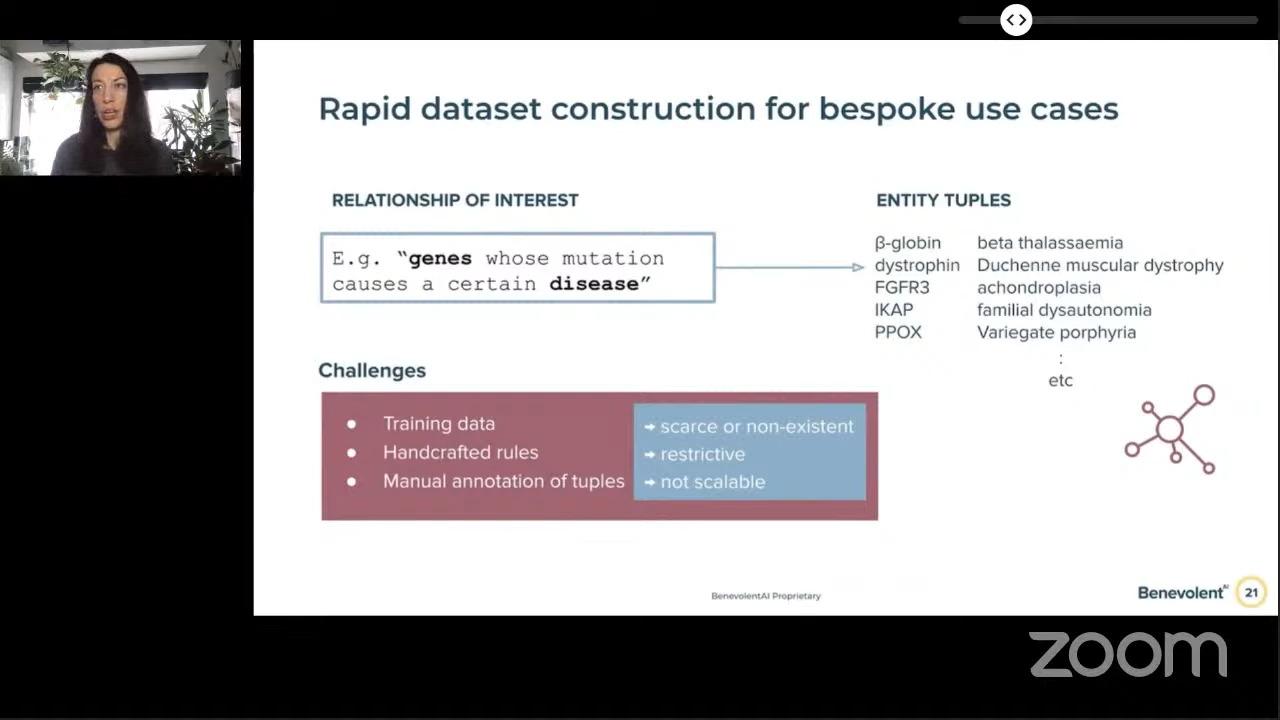 Rapid dataset construction for bespoke use cases
RELATIONSHIP OF INTEREST
E.g. “genes whose mutation
causes a certain disease”
ENTITY TUPLES
β-globin beta thalassaemia
dystrophin Duchenne muscular dystrophy
FGFR3 achondroplasia
IKAP familial dysautonomia
PPOX Variegate porphyria
:
etc
Challenges
● Training data → scarce or non-existent
● Handcrafted rules → restrictive
● Manual annotation of tuples → not scalable
BenevolentAI Proprietary
Benevolent AI 21
zoom